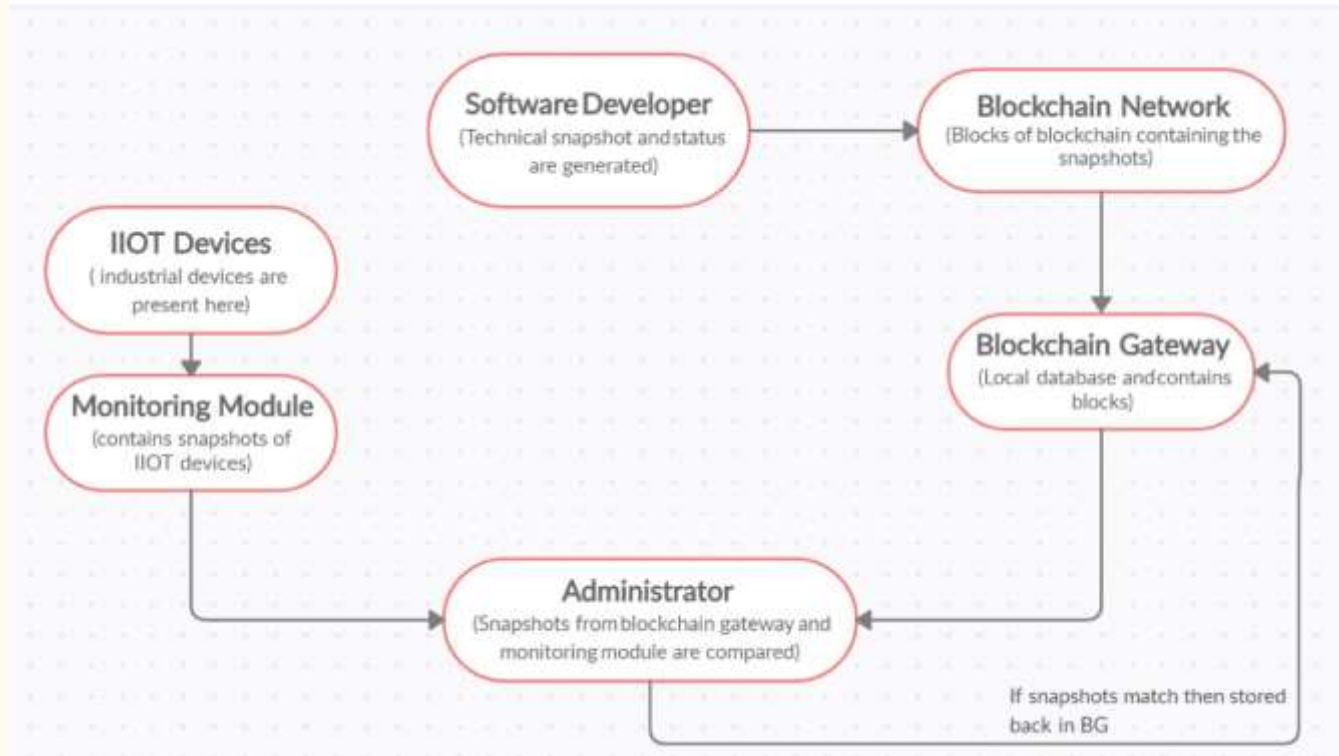 Software Developer
(Technical snapshot and status
are generated)
Blockchain Network
(Blocks of blockchain containing the
snapshots)
IIOT Devices
( industrial devices are
present here)
Blockchain Gateway
(Local database and contains
blocks)
Monitoring Module
(contains snapshots of
IIOT devices)
Administrator
(Snapshots from blockchain gateway and
monitoring module are compared)
If snapshots match then stored
back in BG